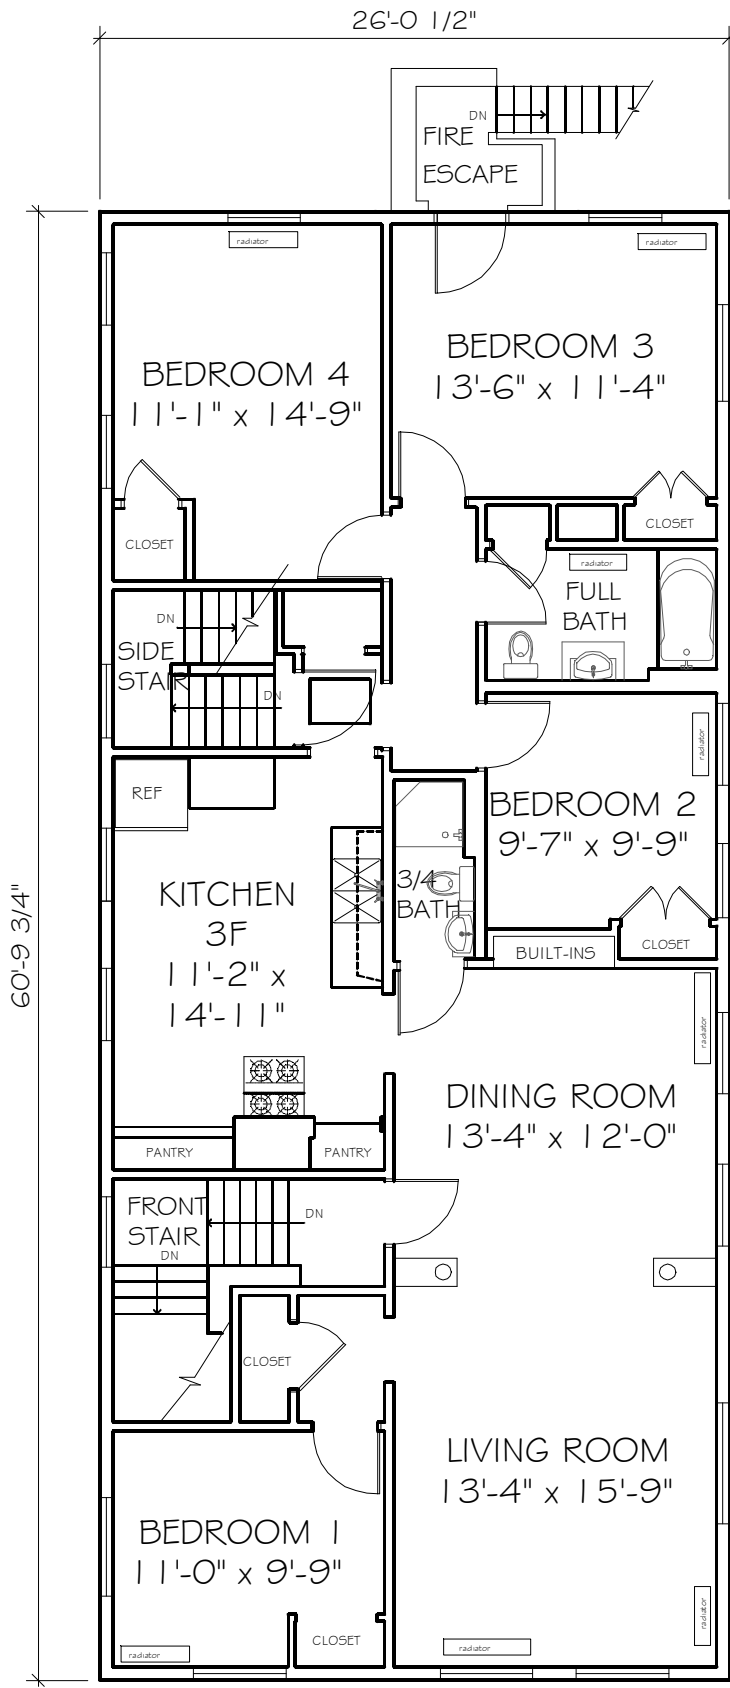 26'-0 1/2"
DN
FIRE
ESCAPE
radiator
radiator
BEDROOM 4
11'-1" x 14'-9"
BEDROOM 3
13'-6" x 11'-4"
CLOSET
CLOSET
radiator
FULL
BATH
DN
SIDE
STAIR
DN
radiator
REF
BEDROOM 2
9'-7" x 9'-9"
60'-9 3/4"
KITCHEN
3F
11'-2" x
14'-11"
3/4
BATH
CLOSET
BUILT-INS
radiator
DINING ROOM
13'-4" x 12'-0"
PANTRY
PANTRY
FRONT
STAIR
DN
DN
CLOSET
LIVING ROOM
13'-4" x 15'-9"
BEDROOM 1
11'-0" x 9'-9"
radiator
CLOSET
radiator
radiator